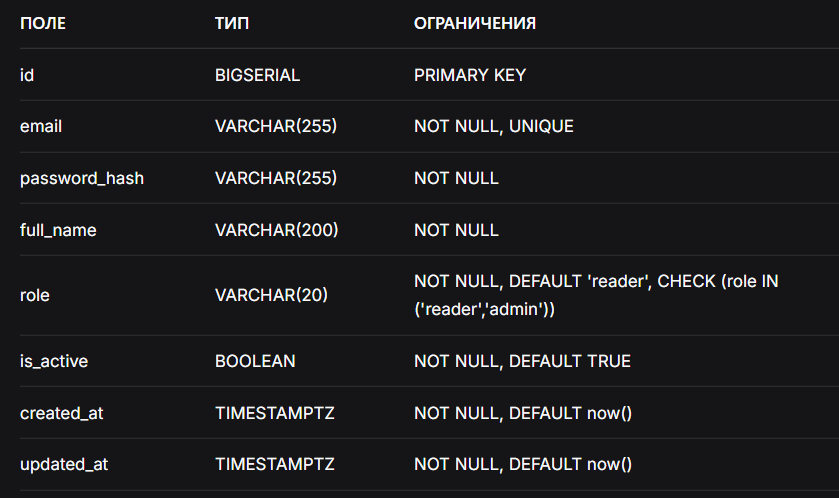 ПОЛЕ ТИП ОГРАНИЧЕНИЯ
id BIGSERIAL PRIMARY KEY
email VARCHAR(255) NOT NULL, UNIQUE
password_hash VARCHAR(255) NOT NULL
full_name VARCHAR(200) NOT NULL
role VARCHAR(20) NOT NULL, DEFAULT 'reader', CHECK (role IN
('reader','admin'))
is_active BOOLEAN NOT NULL, DEFAULT TRUE
created_at TIMESTAMPTZ NOT NULL, DEFAULT now()
updated_at TIMESTAMPTZ NOT NULL, DEFAULT now()